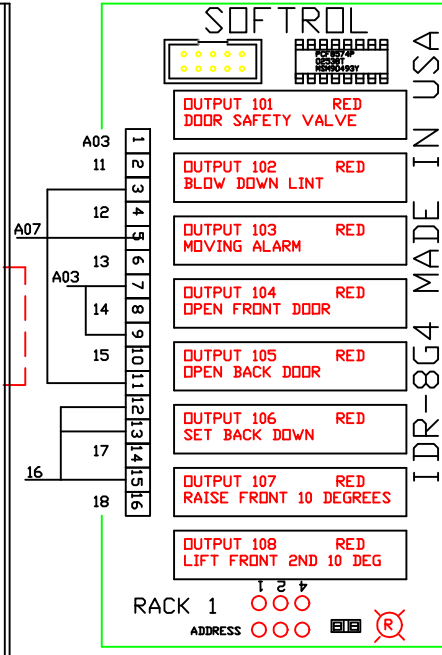 SOFTROL
PCF8574P
02538T
NSN90493Y
OUTPUT 101 RED
DOOR SAFETY VALVE
OUTPUT 102 RED
BLOW DOWN LINT
OUTPUT 103 RED
MOVING ALARM
OUTPUT 104 RED
OPEN FRONT DOOR
OUTPUT 105 RED
OPEN BACK DOOR
OUTPUT 106 RED
SET BACK DOWN
OUTPUT 107 RED
RAISE FRONT 10 DEGREES
OUTPUT 108 RED
LIFT FRONT 2ND 10 DEG
A03
11
12
A07
13
A03
14
15
17
16
18
1
2
3
4
5
6
7
8
9
10
11
12
13
14
15
16
IDR-8G4 MADE IN USA
1 2 4
RACK 1
ADDRESS
R